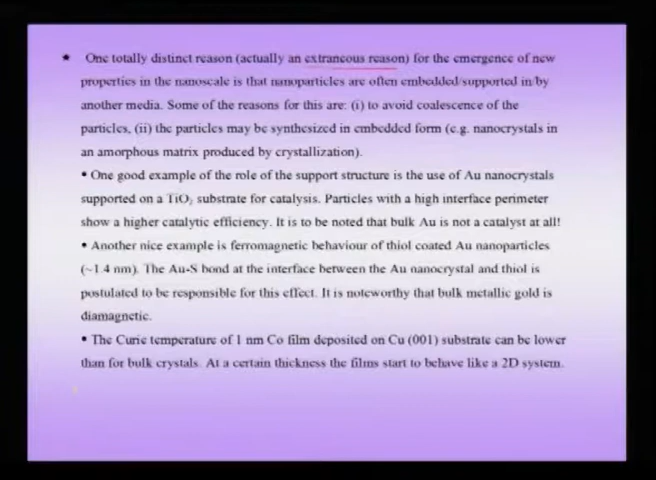 ★ One totally distinct reason (actually an extraneous reason) for the emergence of new
properties in the nanoscale is that nanoparticles are often embedded/supported in/by
another media. Some of the reasons for this are: (i) to avoid coalescence of the
particles, (ii) the particles may be synthesized in embedded form (e.g. nanocrystals in
an amorphous matrix produced by crystallization).
• One good example of the role of the support structure is the use of Au nanocrystals
supported on a TiO₂ substrate for catalysis. Particles with a high interface perimeter
show a higher catalytic efficiency. It is to be noted that bulk Au is not a catalyst at all!
• Another nice example is ferromagnetic behaviour of thiol coated Au nanoparticles
(~1.4 nm). The Au-S bond at the interface between the Au nanocrystal and thiol is
postulated to be responsible for this effect. It is noteworthy that bulk metallic gold is
diamagnetic.
• The Curie temperature of 1 nm Co film deposited on Cu (001) substrate can be lower
than for bulk crystals. At a certain thickness the films start to behave like a 2D system.